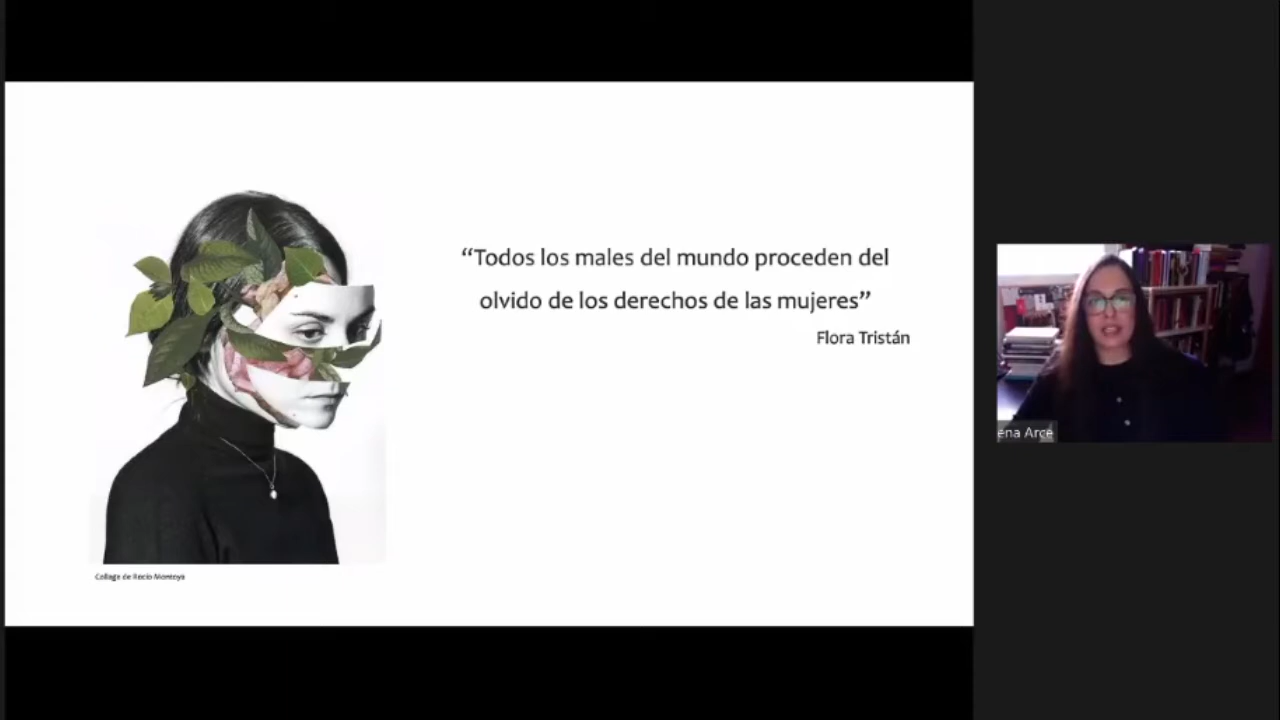 “Todos los males del mundo proceden del
olvido de los derechos de las mujeres”
Flora Tristán
Collage de Rocío Montoya
ena Arce